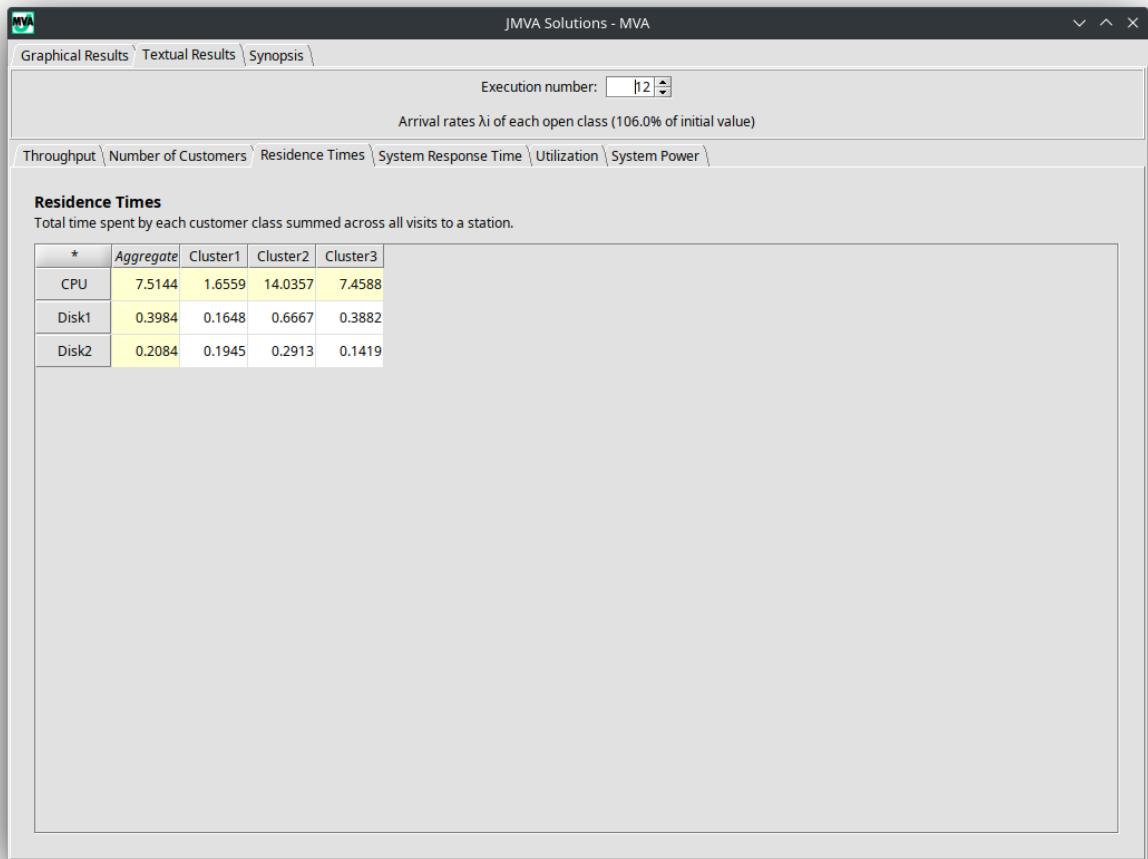 MVA JMVA Solutions - MVA
Graphical Results Textual Results Synopsis
Execution number: 12
Arrival rates λi of each open class (106.0% of initial value)
Throughput Number of Customers Residence Times System Response Time Utilization System Power
Residence Times
Total time spent by each customer class summed across all visits to a station.
* Aggregate Cluster1 Cluster2 Cluster3
CPU 7.5144 1.6559 14.0357 7.4588
Disk1 0.3984 0.1648 0.6667 0.3882
Disk2 0.2084 0.1945 0.2913 0.1419